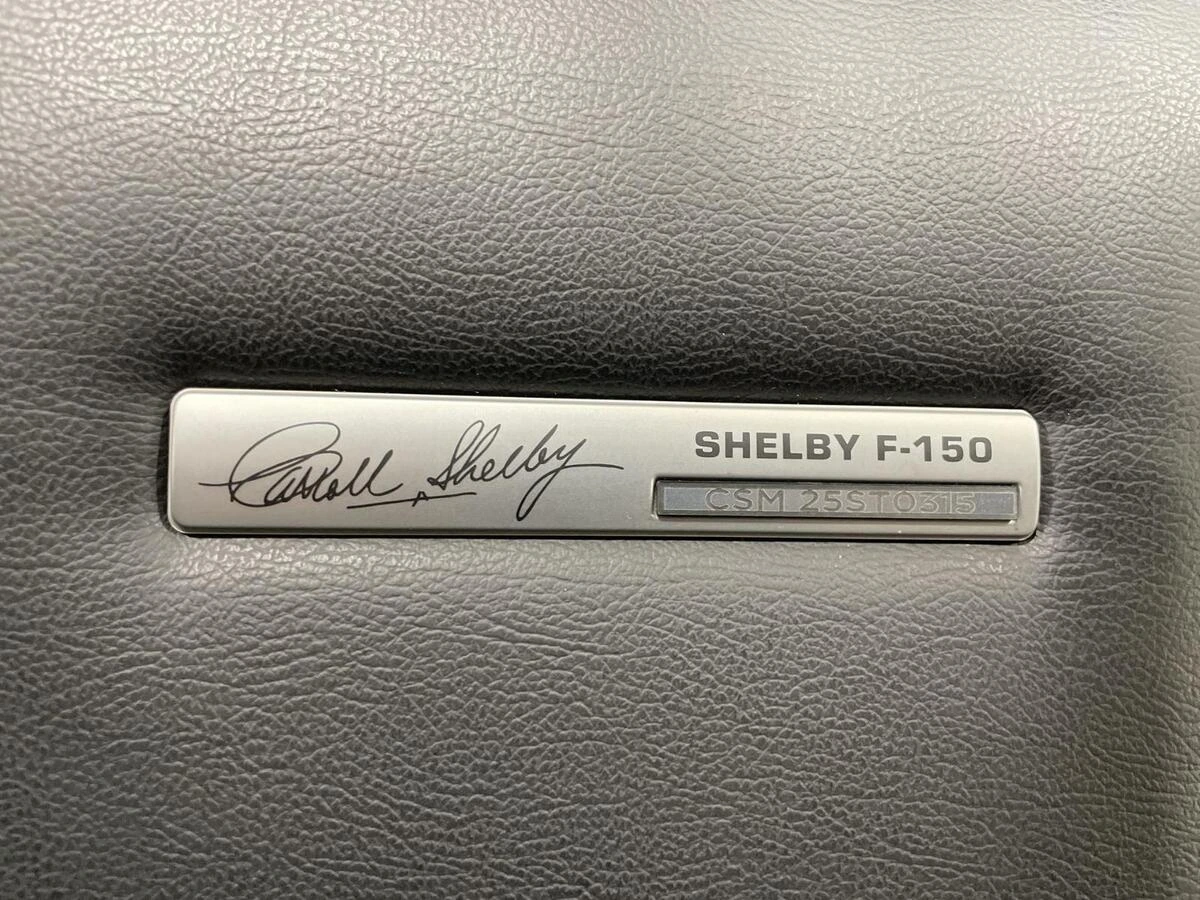 Carroll Shelby
SHELBY F-150
CSM 25ST0315